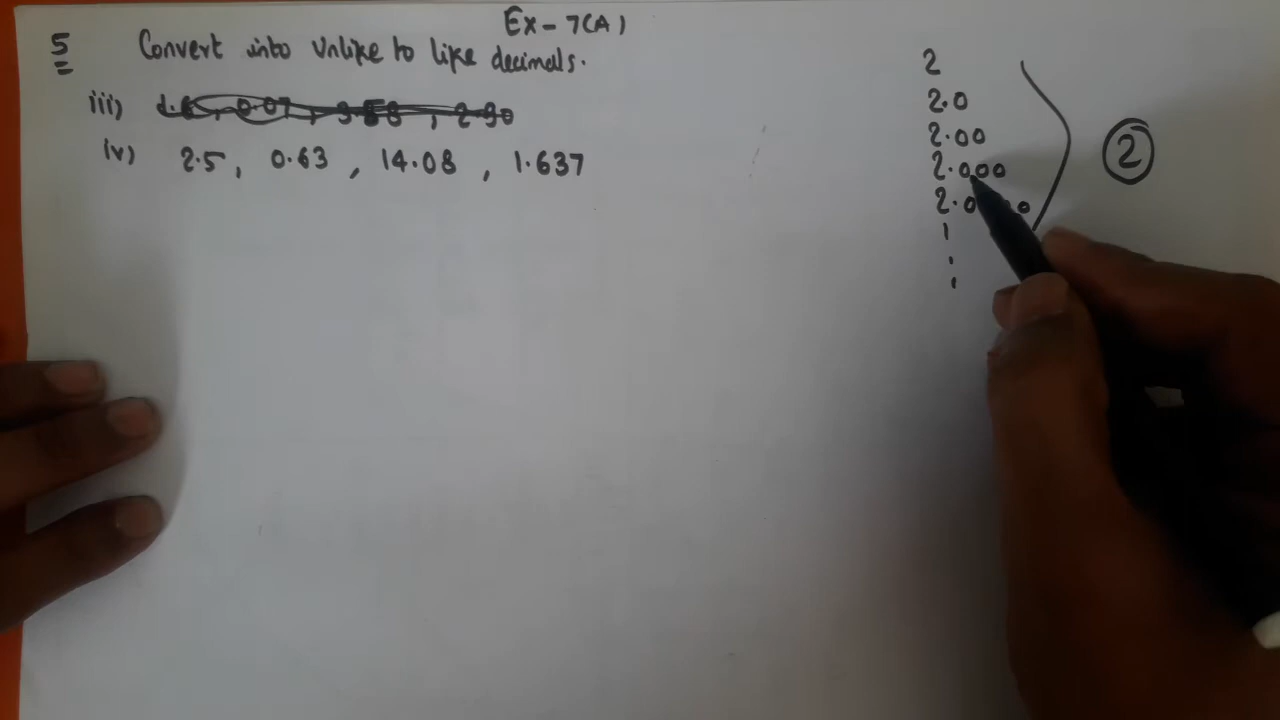 Ex-7(A)
5 Convert into Unlike to like decimals.
iii)
iv) 2.5, 0.63, 14.08, 1.637
2
2.0
2.00
2.000
2